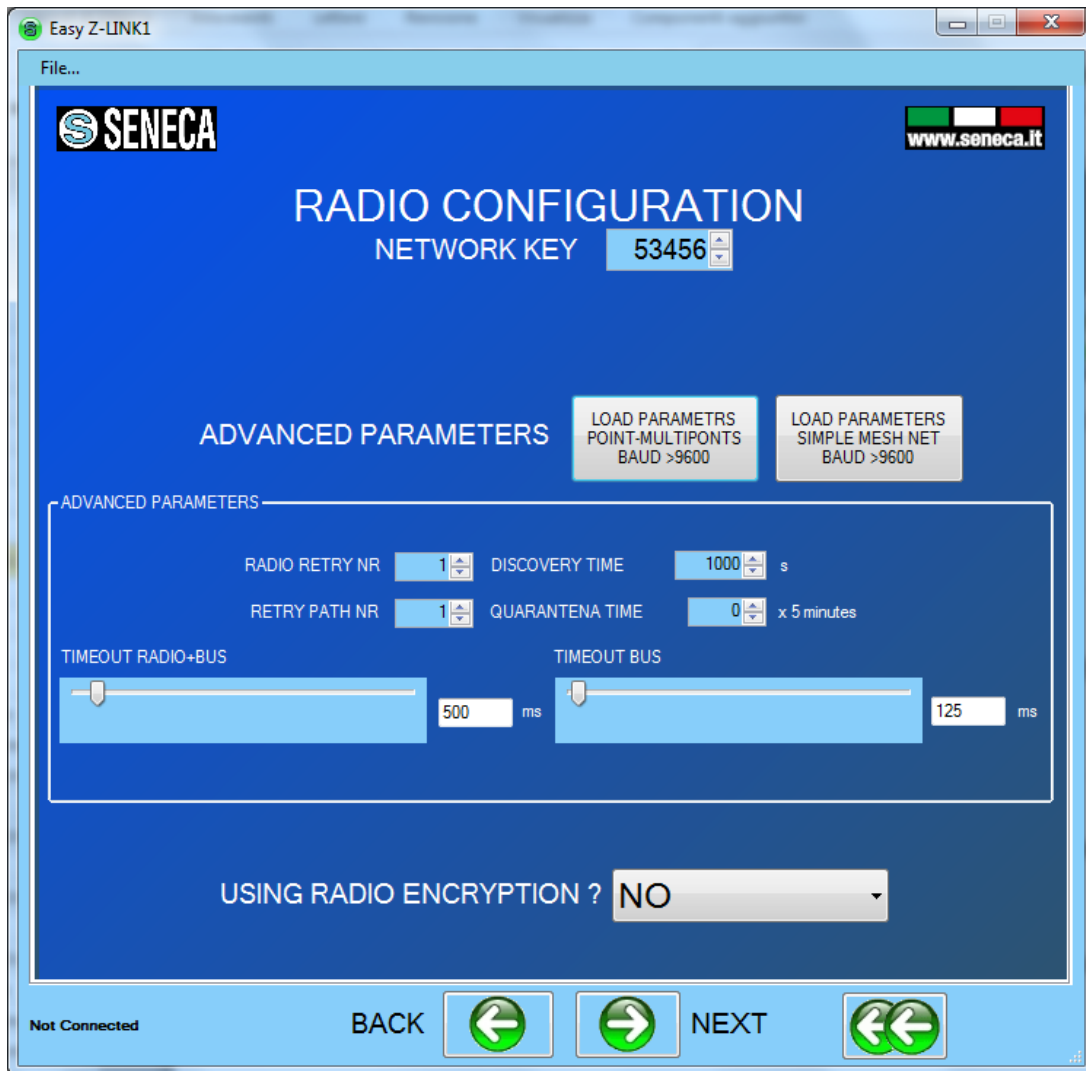 Easy Z-LINK1
File...
SENECA
www.seneca.it
RADIO CONFIGURATION
NETWORK KEY 53456
ADVANCED PARAMETERS
LOAD PARAMETRS
POINT-MULTIPONTS
BAUD >9600
LOAD PARAMETERS
SIMPLE MESH NET
BAUD >9600
ADVANCED PARAMETERS
RADIO RETRY NR 1 DISCOVERY TIME 1000 s
RETRY PATH NR 1 QUARANTENA TIME 0 x 5 minutes
TIMEOUT RADIO+BUS TIMEOUT BUS
500 ms 125 ms
USING RADIO ENCRYPTION ? NO
Not Connected BACK NEXT